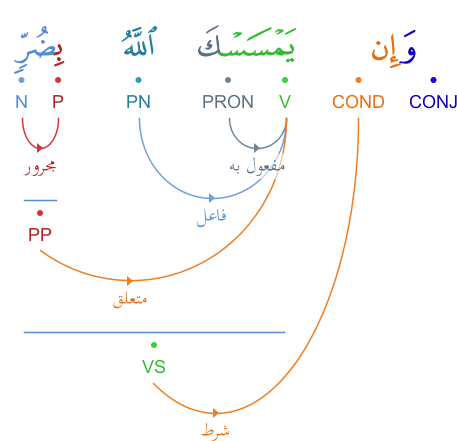 وَإِن يَمْسَسْكَ ٱللَّهُ بِضُرٍّ
CONJ COND V PRON PN P N
مجرور مفعول به
فاعل
PP
متعلق
VS
شرط